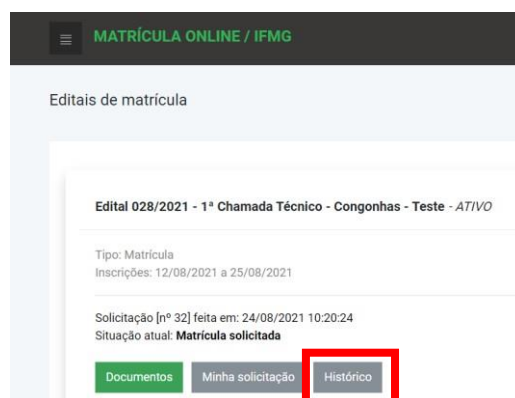 MATRÍCULA ONLINE / IFMG
Editais de matrícula
Edital 028/2021 - 1ª Chamada Técnico - Congonhas - Teste - ATIVO
Tipo: Matrícula
Inscrições: 12/08/2021 a 25/08/2021
Solicitação [nº 32] feita em: 24/08/2021 10:20:24
Situação atual: Matrícula solicitada
Documentos Minha solicitação Histórico